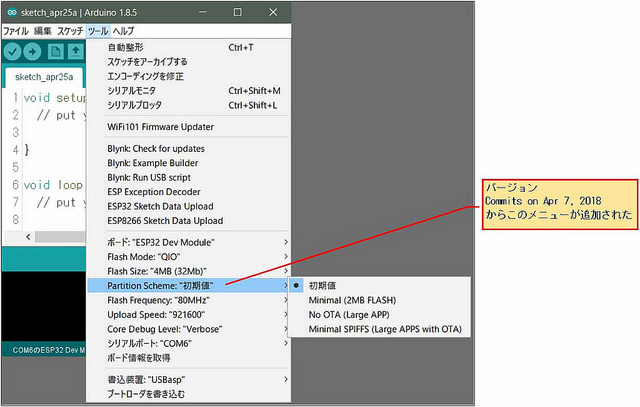 sketch_apr25a | Arduino 1.8.5
ファイル 編集 スケッチ ツール ヘルプ
sketch_apr25a
1 void setu
2 // put y
3
4 }
5
6 void loop
7 // put y
8
自動整形 Ctrl+T
スケッチをアーカイブする
エンコーディングを修正
シリアルモニタ Ctrl+Shift+M
シリアルプロッタ Ctrl+Shift+L
WiFi101 Firmware Updater
Blynk: Check for updates
Blynk: Example Builder
Blynk: Run USB script
ESP Exception Decoder
ESP32 Sketch Data Upload
ESP8266 Sketch Data Upload
ボード: "ESP32 Dev Module"
Flash Mode: "QIO"
Flash Size: "4MB (32Mb)"
Partition Scheme: "初期値"
Flash Frequency: "80MHz"
Upload Speed: "921600"
Core Debug Level: "Verbose"
シリアルポート: "COM6"
ボード情報を取得
書込装置: "USBasp"
ブートローダを書き込む
初期値
Minimal (2MB FLASH)
No OTA (Large APP)
Minimal SPIFFS (Large APPS with OTA)
バージョン
Commits on Apr 7, 2018
からこのメニューが追加された
COM6のESP32 Dev M